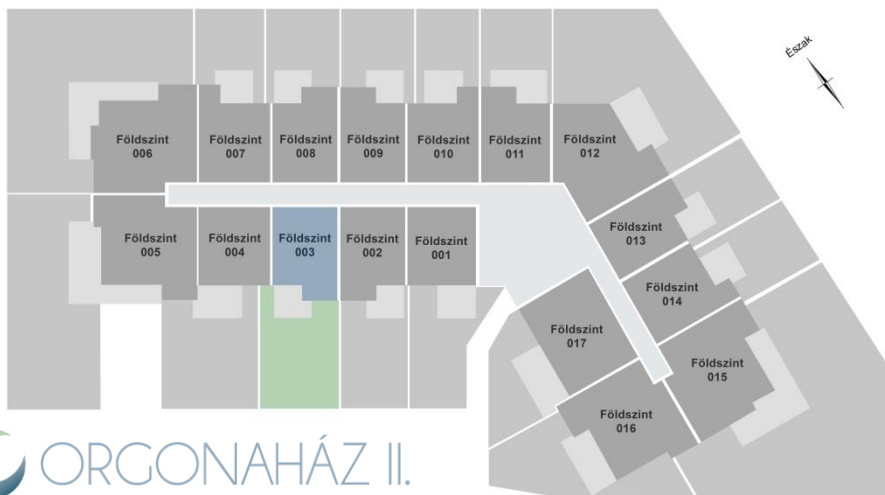 Észak
Földszint
006
Földszint
007
Földszint
008
Földszint
009
Földszint
010
Földszint
011
Földszint
012
Földszint
005
Földszint
004
Földszint
003
Földszint
002
Földszint
001
Földszint
013
Földszint
014
Földszint
017
Földszint
015
Földszint
016
ORGONAHÁZ II.